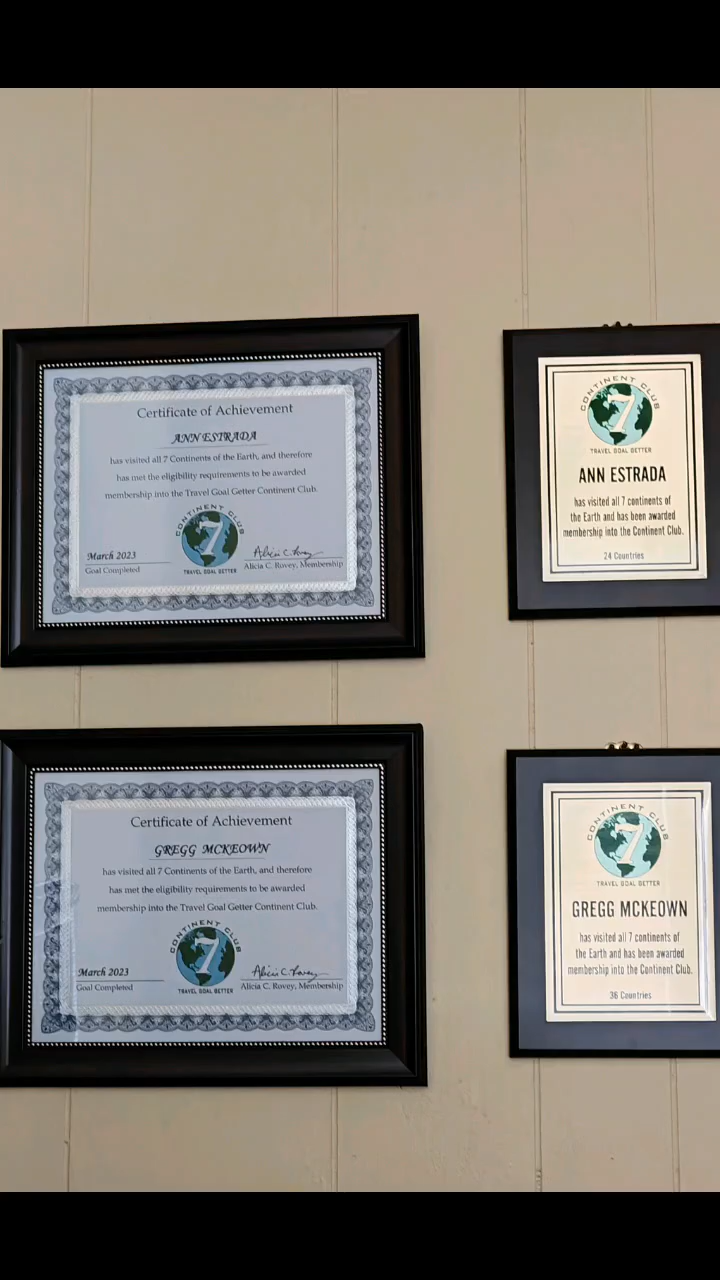 Certificate of Achievement
ANN ESTRADA
has visited all 7 Continents of the Earth, and therefore
has met the eligibility requirements to be awarded
membership into the Travel Goal Getter Continent Club.
CONTINENT CLUB
7
TRAVEL GOAL GETTER
March 2023
Goal Completed
Alicia C. Rovey
Alicia C. Rovey, Membership
CONTINENT CLUB
7
TRAVEL GOAL GETTER
ANN ESTRADA
has visited all 7 continents of
the Earth and has been awarded
membership into the Continent Club.
24 Countries
Certificate of Achievement
GREGG MCKEOWN
has visited all 7 Continents of the Earth, and therefore
has met the eligibility requirements to be awarded
membership into the Travel Goal Getter Continent Club.
CONTINENT CLUB
7
TRAVEL GOAL GETTER
March 2023
Goal Completed
Alicia C. Rovey
Alicia C. Rovey, Membership
CONTINENT CLUB
7
TRAVEL GOAL GETTER
GREGG MCKEOWN
has visited all 7 continents of
the Earth and has been awarded
membership into the Continent Club.
36 Countries